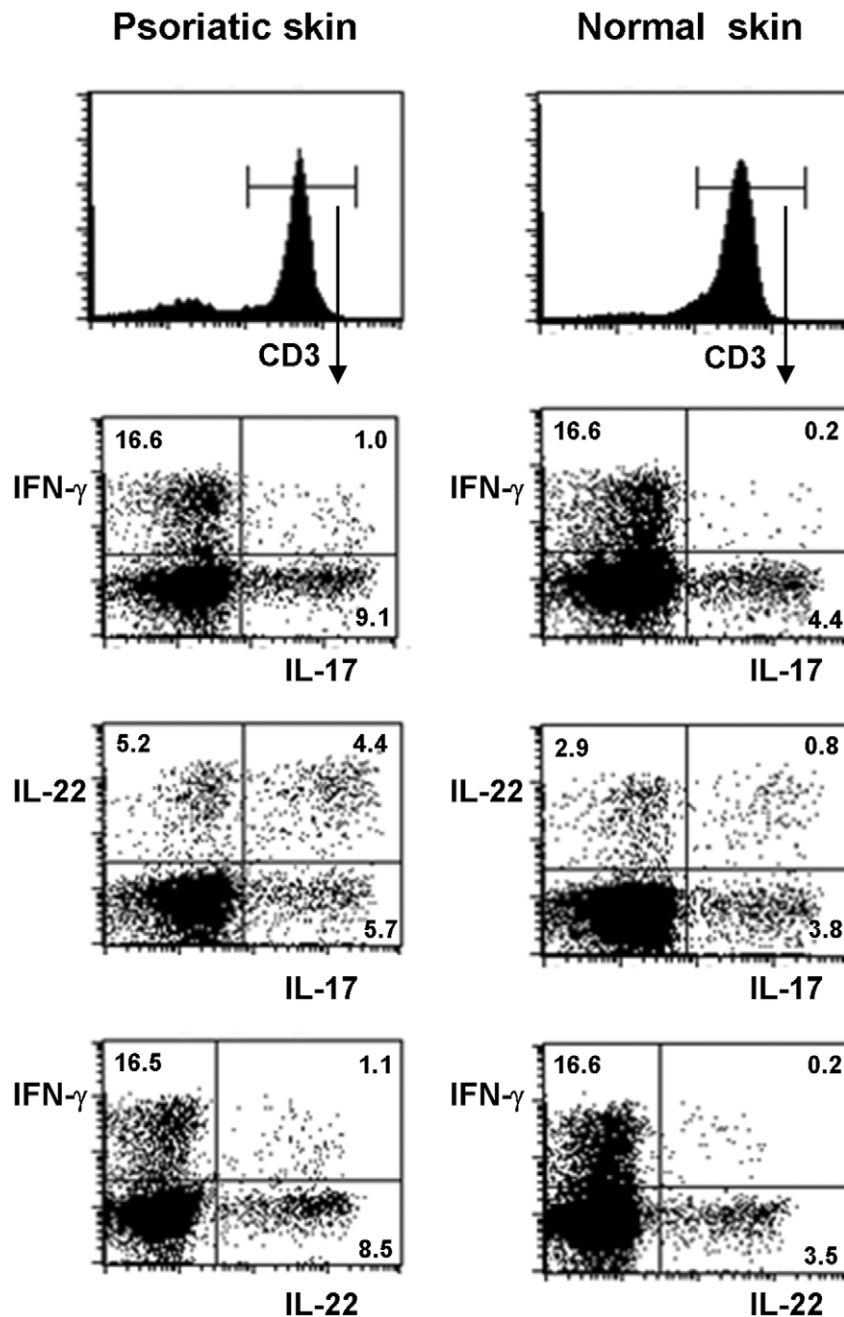 Psoriatic skin Normal skin
CD3 CD3
16.6 1.0 16.6 0.2
IFN-γ IFN-γ
9.1 4.4
IL-17 IL-17
5.2 4.4 2.9 0.8
IL-22 IL-22
5.7 3.8
IL-17 IL-17
16.5 1.1 16.6 0.2
IFN-γ IFN-γ
8.5 3.5
IL-22 IL-22